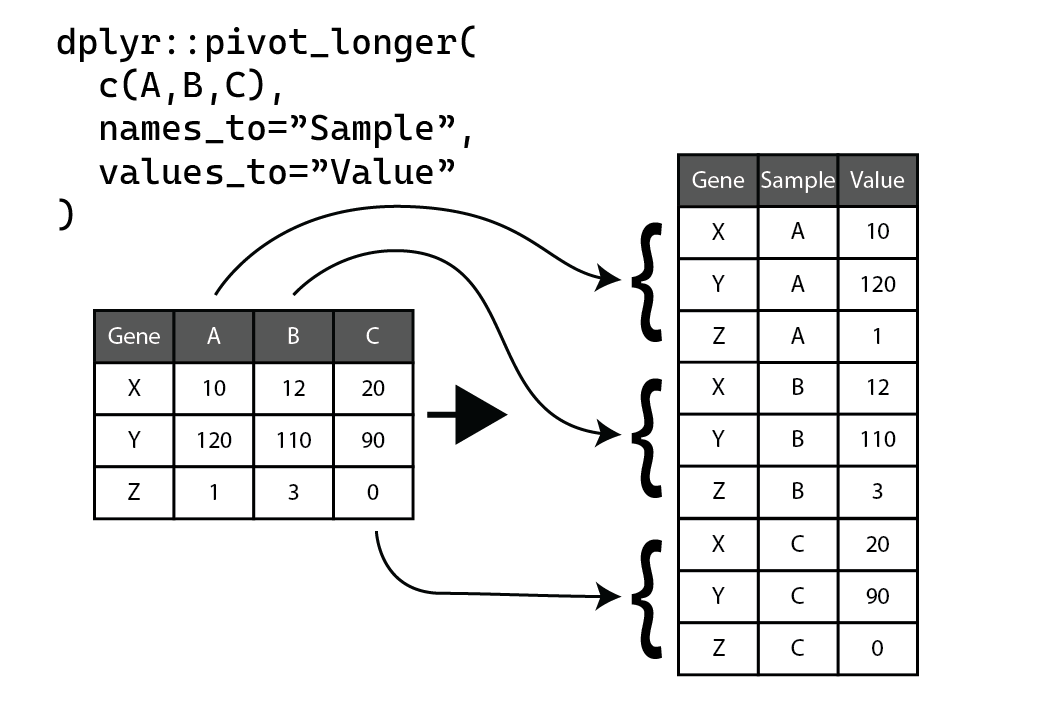 dplyr::pivot_longer(
  c(A,B,C),
  names_to=”Sample”,
  values_to=”Value”
)
Gene A B C
X 10 12 20
Y 120 110 90
Z 1 3 0
Gene Sample Value
X A 10
Y A 120
Z A 1
X B 12
Y B 110
Z B 3
X C 20
Y C 90
Z C 0